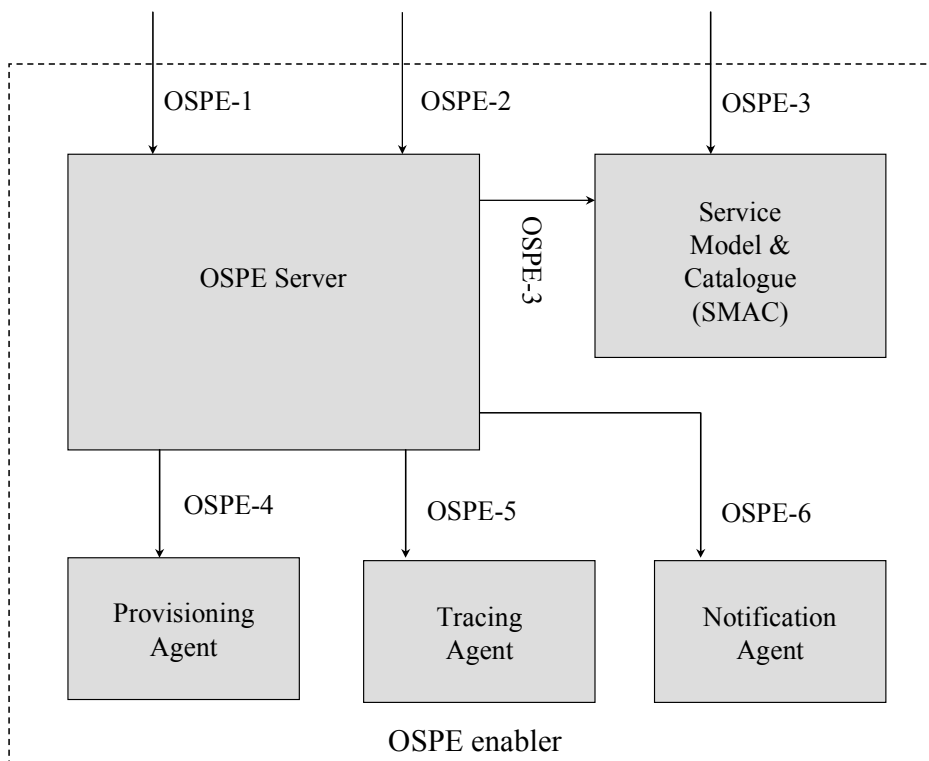 OSPE-1
OSPE-2
OSPE-3
OSPE Server
OSPE-3
Service
Model &
Catalogue
(SMAC)
OSPE-4
OSPE-5
OSPE-6
Provisioning
Agent
Tracing
Agent
Notification
Agent
OSPE enabler